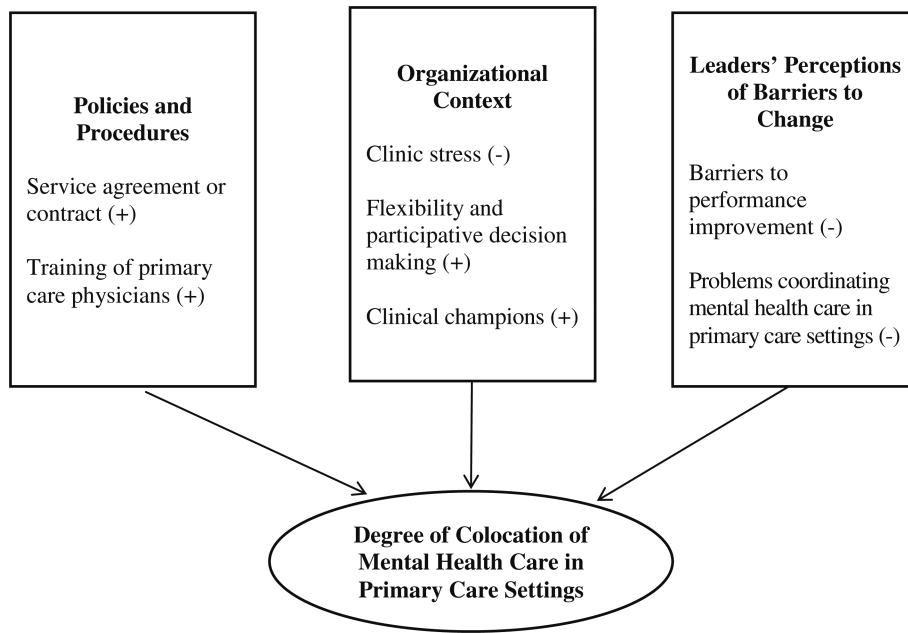 Policies and
Procedures
Service agreement or
contract (+)
Training of primary
care physicians (+)
Organizational
Context
Clinic stress (-)
Flexibility and
participative decision
making (+)
Clinical champions (+)
Leaders’ Perceptions
of Barriers to
Change
Barriers to
performance
improvement (-)
Problems coordinating
mental health care in
primary care settings (-)
Degree of Colocation of
Mental Health Care in
Primary Care Settings